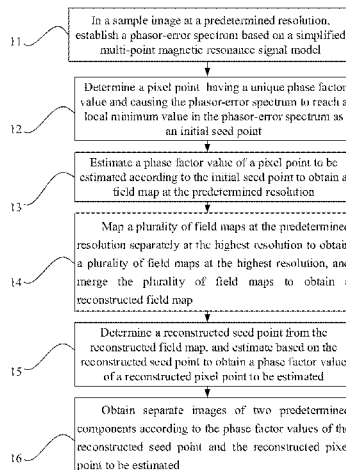 In a sample image at a predetermined resolution,
establish a phasor-error spectrum based on a simplified
multi-point magnetic resonance signal model
11
Determine a pixel point having a unique phase factor
value and causing the phasor-error spectrum to reach a
local minimum value in the phasor-error spectrum as
an initial seed point
12
Estimate a phase factor value of a pixel point to be
estimated according to the initial seed point to obtain a
field map at the predetermined resolution
13
Map a plurality of field maps at the predetermined
resolution separately at the highest resolution to obtain
a plurality of field maps at the highest resolution, and
merge the plurality of field maps to obtain a
reconstructed field map
14
Determine a reconstructed seed point from the
reconstructed field map, and estimate based on the
reconstructed seed point to obtain a phase factor value
of a reconstructed pixel point to be estimated
15
Obtain separate images of two predetermined
components according to the phase factor values of the
reconstructed seed point and the reconstructed pixel
point to be estimated
16